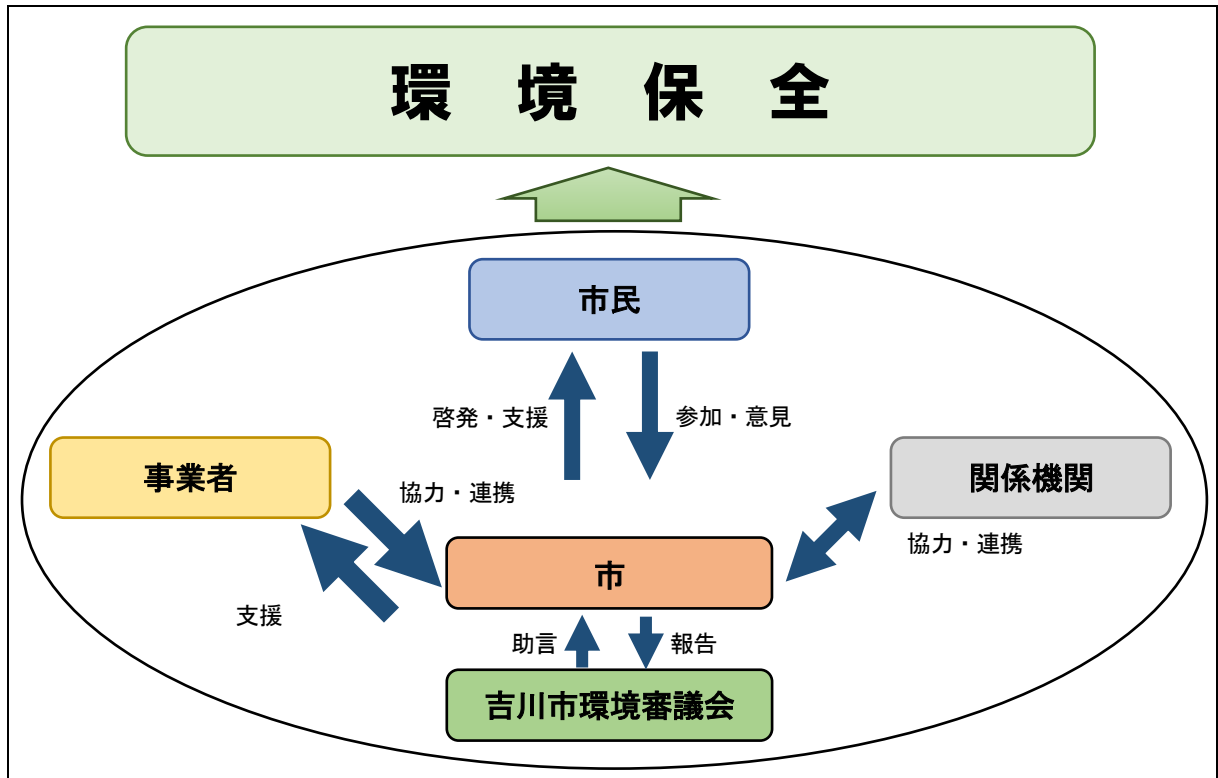 環　境　保　全
市民
啓発・支援
参加・意見
事業者
関係機関
協力・連携
協力・連携
市
支援
助言
報告
吉川市環境審議会